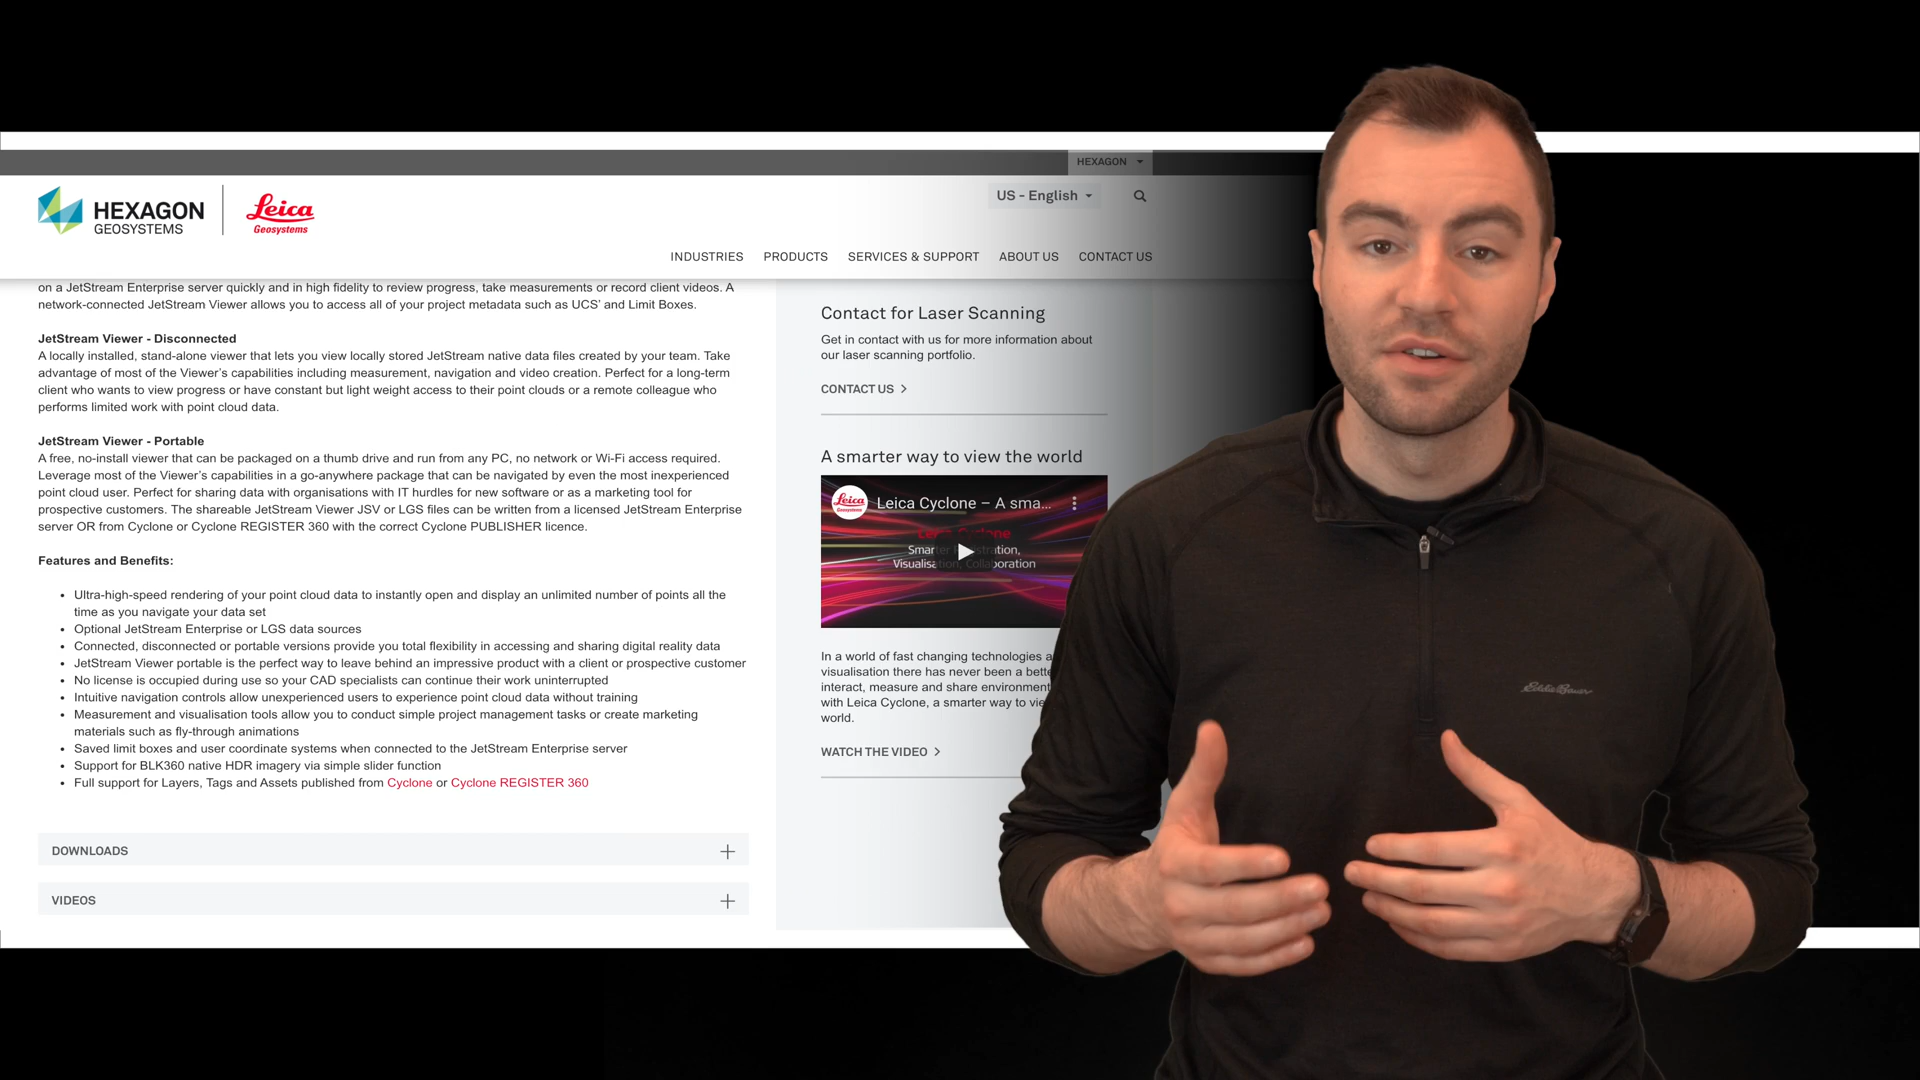 HEXAGON
US - English
HEXAGON
GEOSYSTEMS
Leica
Geosystems
INDUSTRIES PRODUCTS SERVICES & SUPPORT ABOUT US CONTACT US
on a JetStream Enterprise server quickly and in high fidelity to review progress, take measurements or record client videos. A
network-connected JetStream Viewer allows you to access all of your project metadata such as UCS’ and Limit Boxes.
JetStream Viewer - Disconnected
A locally installed, stand-alone viewer that lets you view locally stored JetStream native data files created by your team. Take
advantage of most of the Viewer’s capabilities including measurement, navigation and video creation. Perfect for a long-term
client who wants to view progress or have constant but light weight access to their point clouds or a remote colleague who
performs limited work with point cloud data.
JetStream Viewer - Portable
A free, no-install viewer that can be packaged on a thumb drive and run from any PC, no network or Wi-Fi access required.
Leverage most of the Viewer’s capabilities in a go-anywhere package that can be navigated by even the most inexperienced
point cloud user. Perfect for sharing data with organisations with IT hurdles for new software or as a marketing tool for
prospective customers. The shareable JetStream Viewer JSV or LGS files can be written from a licensed JetStream Enterprise
server OR from Cyclone or Cyclone REGISTER 360 with the correct Cyclone PUBLISHER licence.
Features and Benefits:
• Ultra-high-speed rendering of your point cloud data to instantly open and display an unlimited number of points all the
time as you navigate your data set
• Optional JetStream Enterprise or LGS data sources
• Connected, disconnected or portable versions provide you total flexibility in accessing and sharing digital reality data
• JetStream Viewer portable is the perfect way to leave behind an impressive product with a client or prospective customer
• No license is occupied during use so your CAD specialists can continue their work uninterrupted
• Intuitive navigation controls allow unexperienced users to experience point cloud data without training
• Measurement and visualisation tools allow you to conduct simple project management tasks or create marketing
materials such as fly-through animations
• Saved limit boxes and user coordinate systems when connected to the JetStream Enterprise server
• Support for BLK360 native HDR imagery via simple slider function
• Full support for Layers, Tags and Assets published from Cyclone or Cyclone REGISTER 360
DOWNLOADS
VIDEOS
Contact for Laser Scanning
Get in contact with us for more information about
our laser scanning portfolio.
CONTACT US
A smarter way to view the world
Leica
Geosystems
Leica Cyclone – A sma...
In a world of fast changing technologies
visualisation there has never been a
interact, measure and share
with Leica Cyclone, a smarter way to
world.
WATCH THE VIDEO
Eddie Bauer